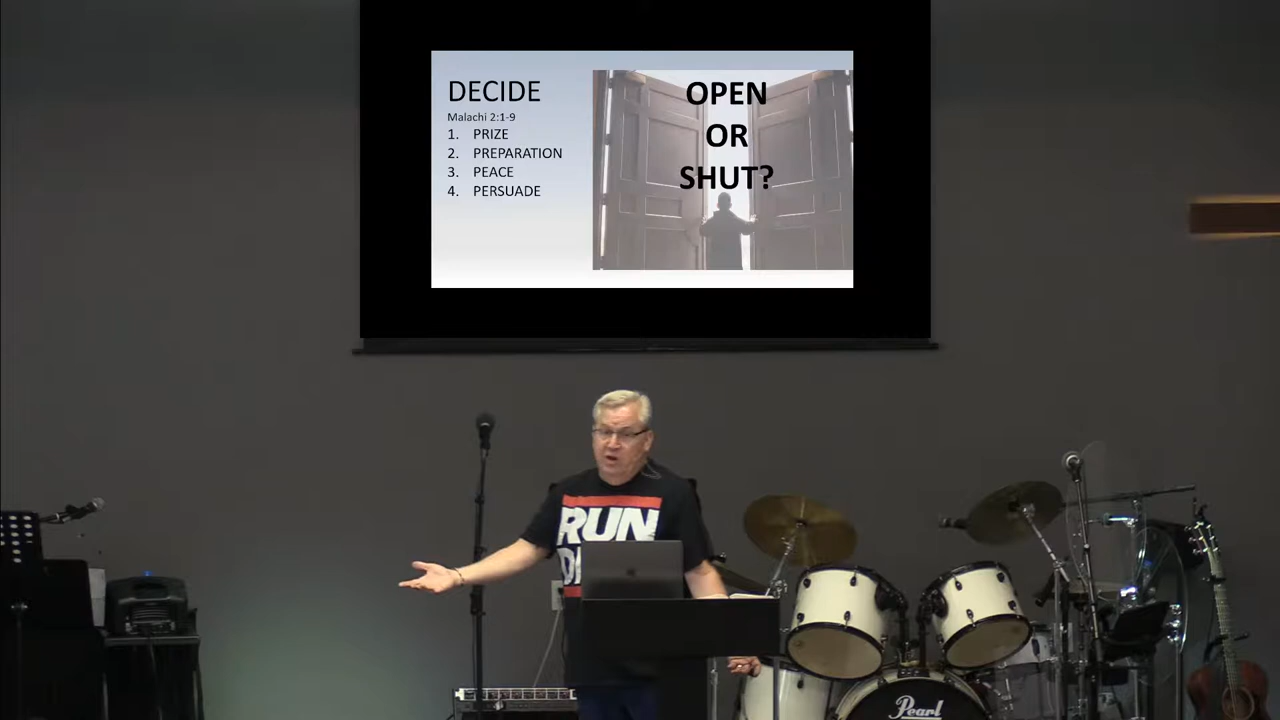 DECIDE
Malachi 2:1-9
1. PRIZE
2. PREPARATION
3. PEACE
4. PERSUADE
OPEN
OR
SHUT?
RUN
Pearl